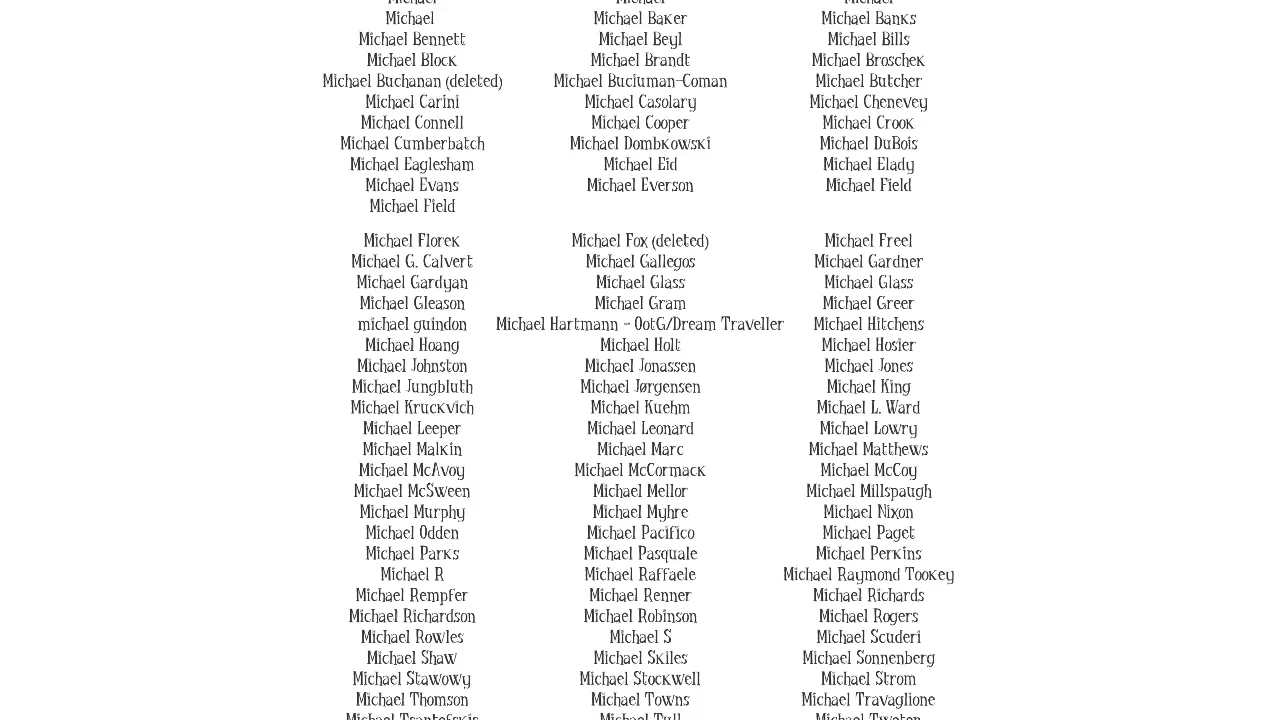 Michael Michael Michael
Michael Michael Baker Michael Banks
Michael Bennett Michael Beyl Michael Bills
Michael Block Michael Brandt Michael Broschek
Michael Buchanan (deleted) Michael Buciuman-Coman Michael Butcher
Michael Carini Michael Casolary Michael Chenevey
Michael Connell Michael Cooper Michael Crook
Michael Cumberbatch Michael Dombkowski Michael DuBois
Michael Eaglesham Michael Eid Michael Elady
Michael Evans Michael Everson Michael Field
Michael Field
Michael Florek Michael Fox (deleted) Michael Freel
Michael G. Calvert Michael Gallegos Michael Gardner
Michael Gardyan Michael Glass Michael Glass
Michael Gleason Michael Gram Michael Greer
michael guindon Michael Hartmann - OotG/Dream Traveller Michael Hitchens
Michael Hoang Michael Holt Michael Hosier
Michael Johnston Michael Jonassen Michael Jones
Michael Jungbluth Michael Jørgensen Michael King
Michael Kruckvich Michael Kuehm Michael L. Ward
Michael Leeper Michael Leonard Michael Lowry
Michael Malkin Michael Marc Michael Matthews
Michael McAvoy Michael McCormack Michael McCoy
Michael McSween Michael Mellor Michael Millspaugh
Michael Murphy Michael Myhre Michael Nixon
Michael Odden Michael Pacifico Michael Paget
Michael Parks Michael Pasquale Michael Perkins
Michael R Michael Raffaele Michael Raymond Tookey
Michael Rempfer Michael Renner Michael Richards
Michael Richardson Michael Robinson Michael Rogers
Michael Rowles Michael S Michael Scuderi
Michael Shaw Michael Skiles Michael Sonnenberg
Michael Stawowy Michael Stockwell Michael Strom
Michael Thomson Michael Towns Michael Travaglione
Michael Tsantefskis Michael Tull Michael Tweten